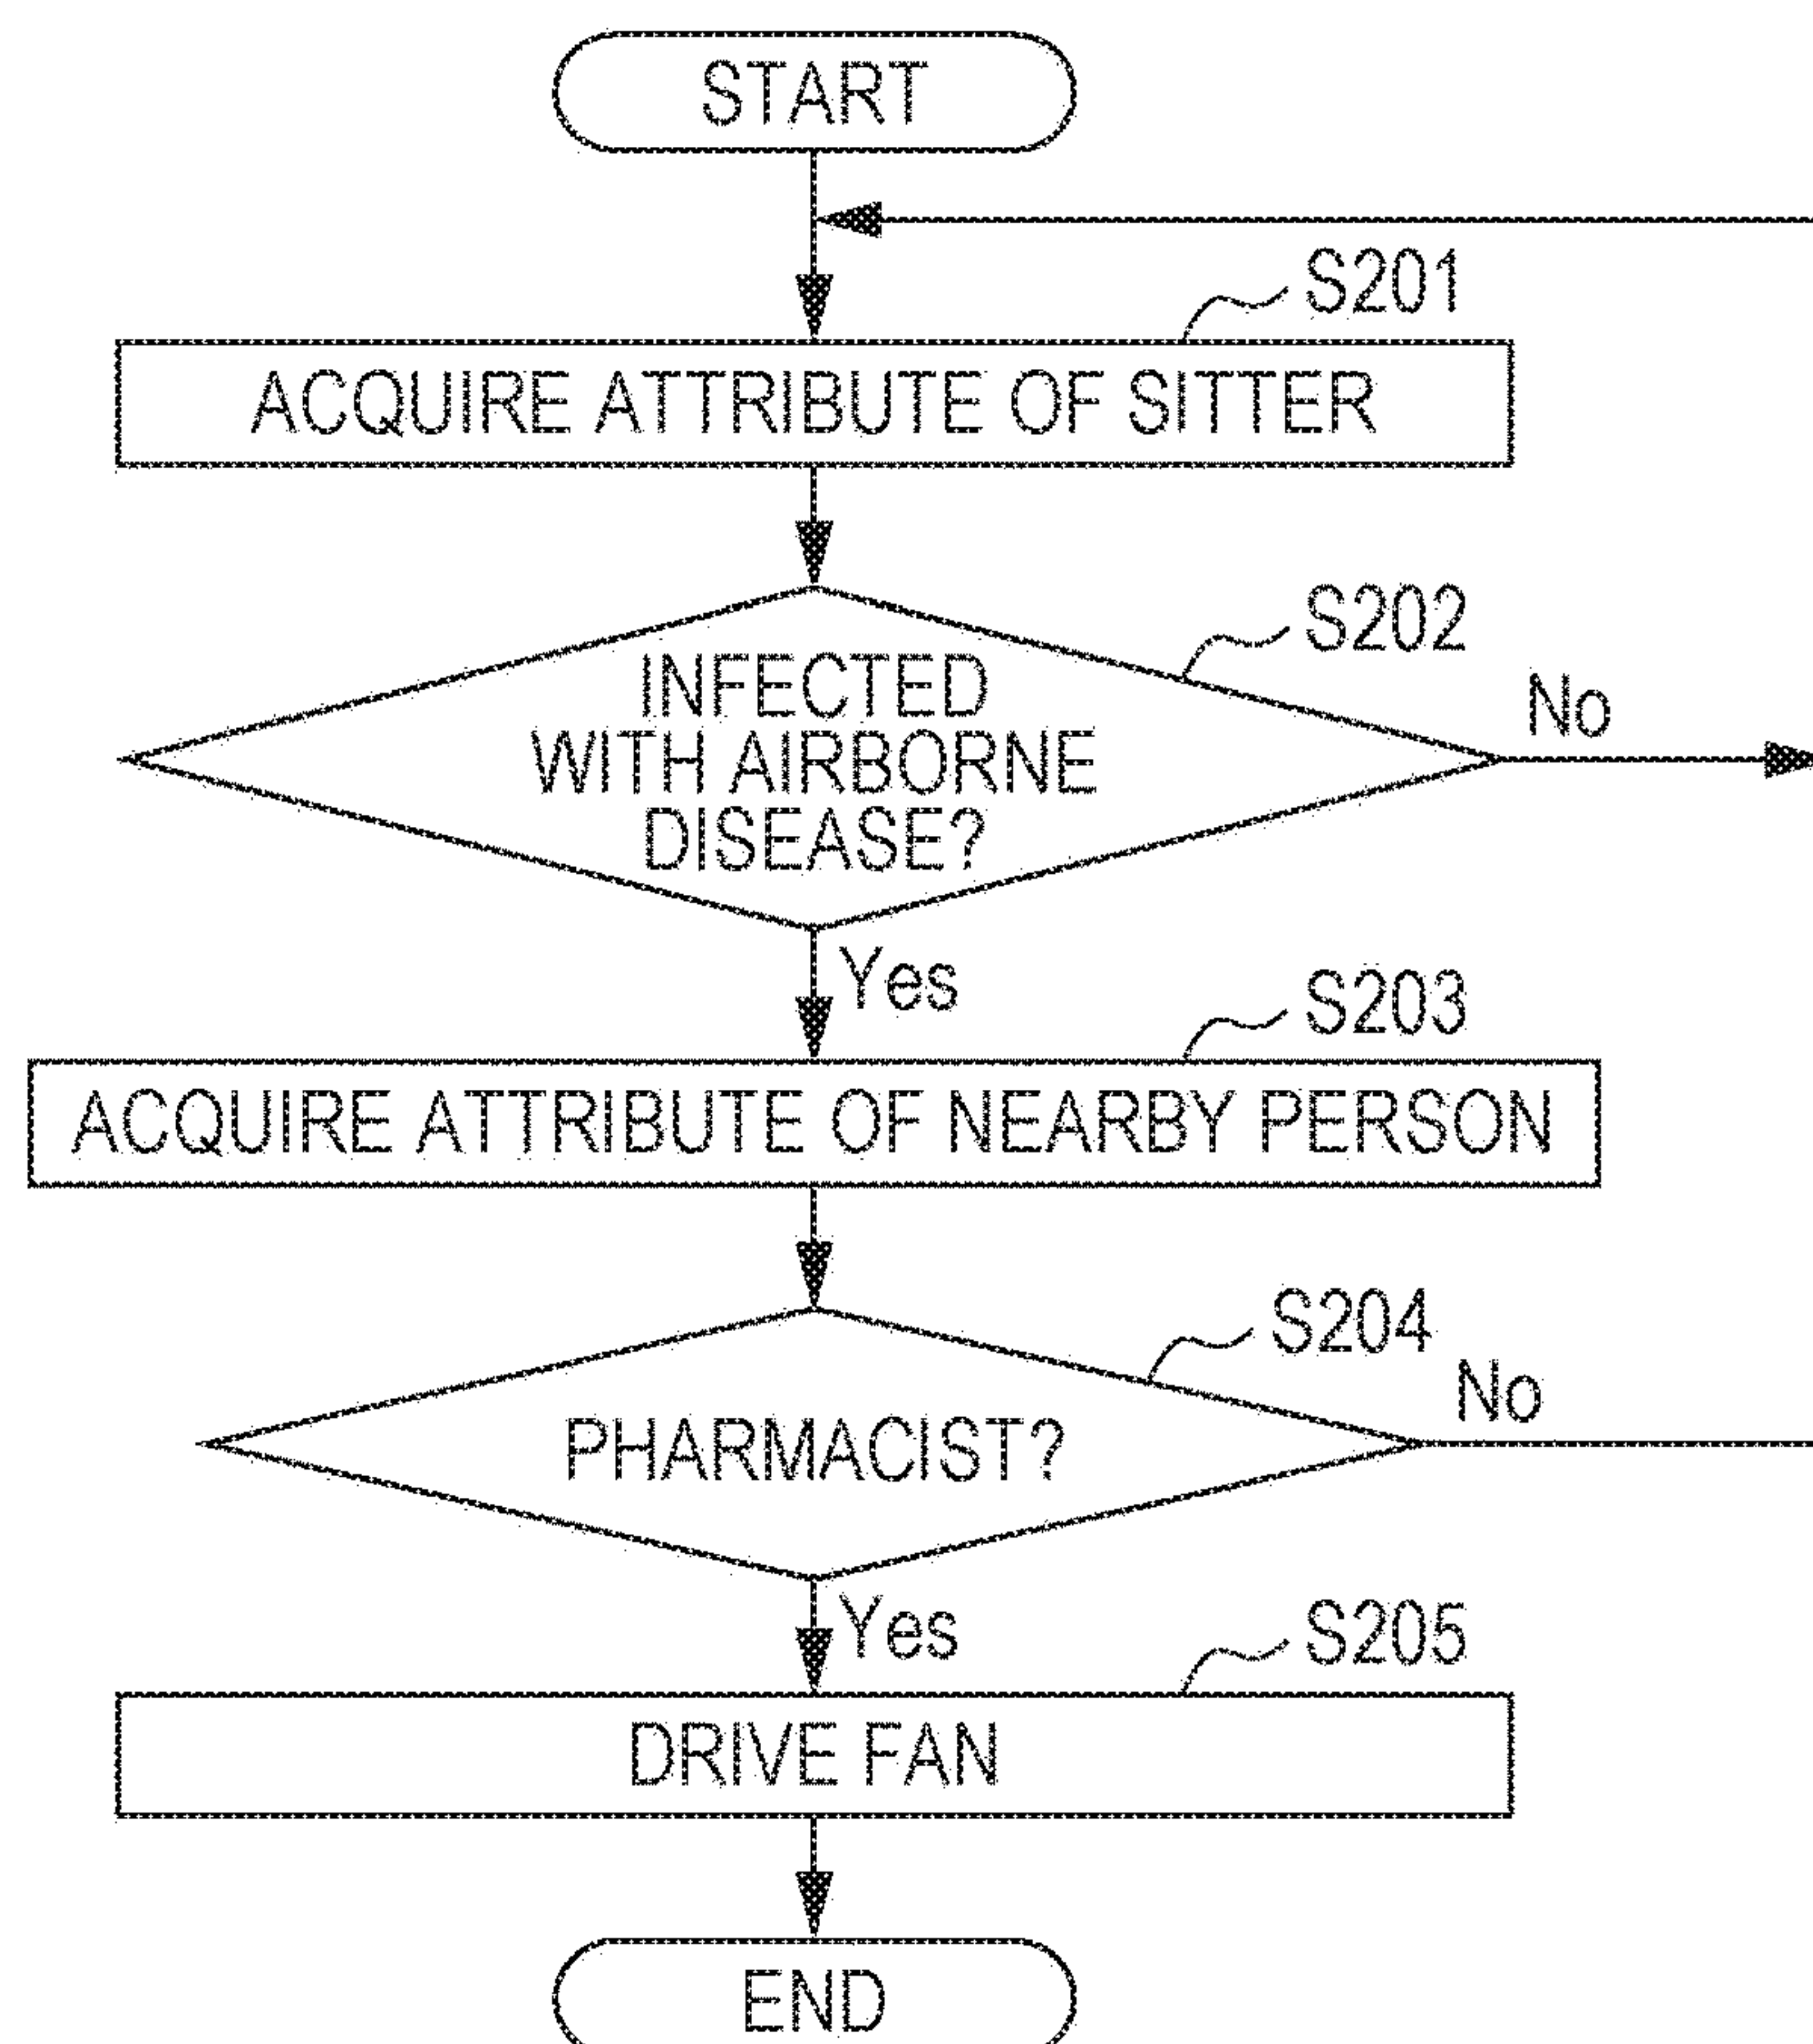 START
S201
ACQUIRE ATTRIBUTE OF SITTER
S202
INFECTED
WITH AIRBORNE
DISEASE?
No
Yes
S203
ACQUIRE ATTRIBUTE OF NEARBY PERSON
S204
No
PHARMACIST?
Yes
S205
DRIVE FAN
END